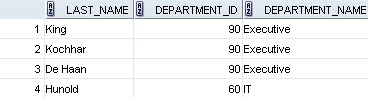 LAST_NAME DEPARTMENT_ID DEPARTMENT_NAME
1 King 90 Executive
2 Kochhar 90 Executive
3 De Haan 90 Executive
4 Hunold 60 IT